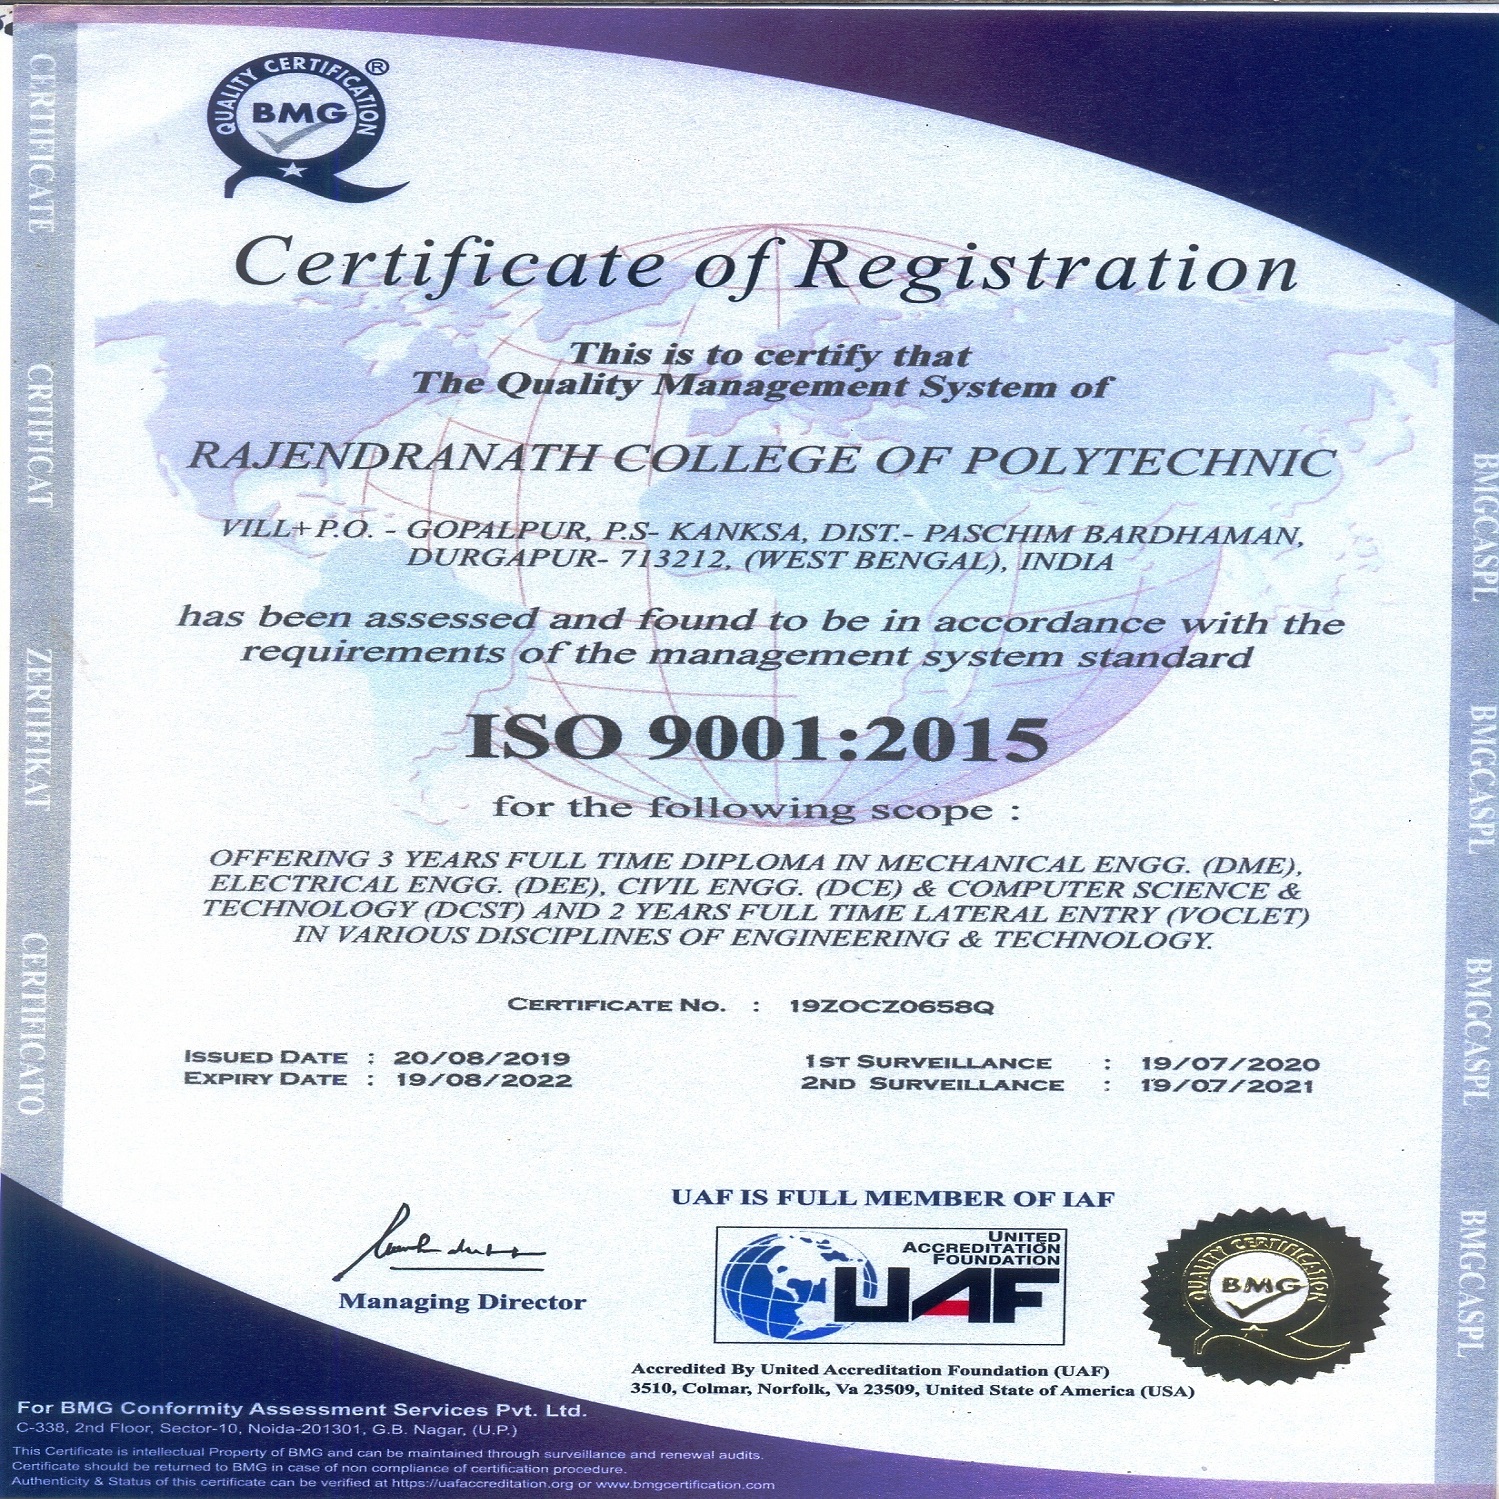 QUALITY CERTIFICATION ®
BMG
Certificate of Registration
This is to certify that
The Quality Management System of
RAJENDRANATH COLLEGE OF POLYTECHNIC
VILL+ P.O. - GOPALPUR, P.S- KANKSA, DIST.- PASCHIM BARDHAMAN,
DURGAPUR- 713212, (WEST BENGAL), INDIA
has been assessed and found to be in accordance with the
requirements of the management system standard
ISO 9001:2015
for the following scope :
OFFERING 3 YEARS FULL TIME DIPLOMA IN MECHANICAL ENGG. (DME),
ELECTRICAL ENGG. (DEE), CIVIL ENGG. (DCE) & COMPUTER SCIENCE &
TECHNOLOGY (DCST) AND 2 YEARS FULL TIME LATERAL ENTRY (VOCLET)
IN VARIOUS DISCIPLINES OF ENGINEERING & TECHNOLOGY.
CERTIFICATE NO. : 19ZOCZ0658Q
ISSUED DATE : 20/08/2019
EXPIRY DATE : 19/08/2022
1ST SURVEILLANCE : 19/07/2020
2ND SURVEILLANCE : 19/07/2021
Managing Director
UAF IS FULL MEMBER OF IAF
UNITED
ACCREDITATION
FOUNDATION
UAF
Accredited By United Accreditation Foundation (UAF)
3510, Colmar, Norfolk, Va 23509, United State of America (USA)
QUALITY CERTIFICATION
BMG
For BMG Conformity Assessment Services Pvt. Ltd.
C-338, 2nd Floor, Sector-10, Noida-201301, G.B. Nagar, (U.P.)
This Certificate is intellectual Property of BMG and can be maintained through surveillance and renewal audits.
Certificate should be returned to BMG in case of non compliance of certification procedure.
Authenticity & Status of this certificate can be verified at https://uafaccreditation.org or www.bmgcertification.com
CERTIFICATE
CRTIFICAT
ZERTIFIKAT
CERTIFICATO
BMGCASPL
BMGCASPL
BMGCASPL
BMGCASPL